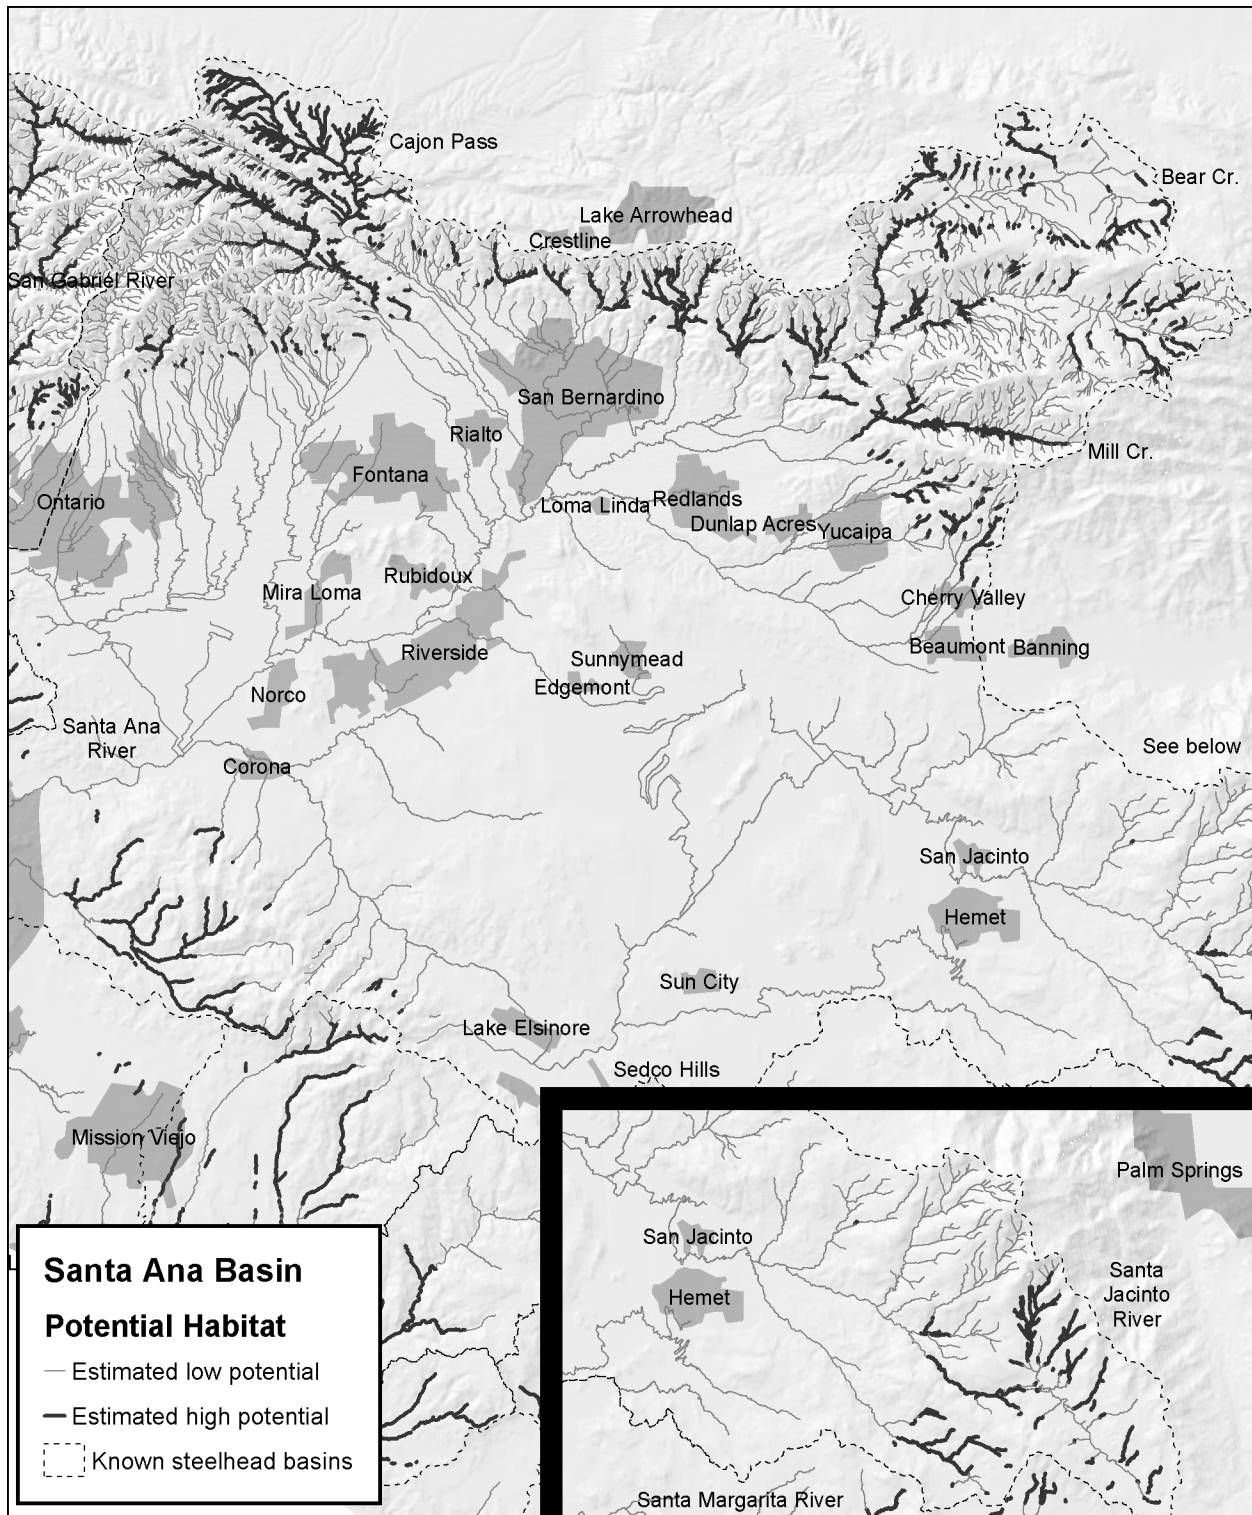 Cajon Pass
Bear Cr.
Lake Arrowhead
Crestline
San Gabriel River
San Bernardino
Rialto
Mill Cr.
Fontana
Ontario
Loma Linda
Redlands
Dunlap Acres
Yucaipa
Rubidoux
Mira Loma
Cherry Valley
Riverside
Sunnymead
Beaumont
Banning
Edgemont
Norco
Santa Ana
River
See below
Corona
San Jacinto
Hemet
Sun City
Lake Elsinore
Sedco Hills
Mission Viejo
Palm Springs
San Jacinto
Santa
Jacinto
River
Hemet
Santa Margarita River
Santa Ana Basin
Potential Habitat
Estimated low potential
Estimated high potential
Known steelhead basins